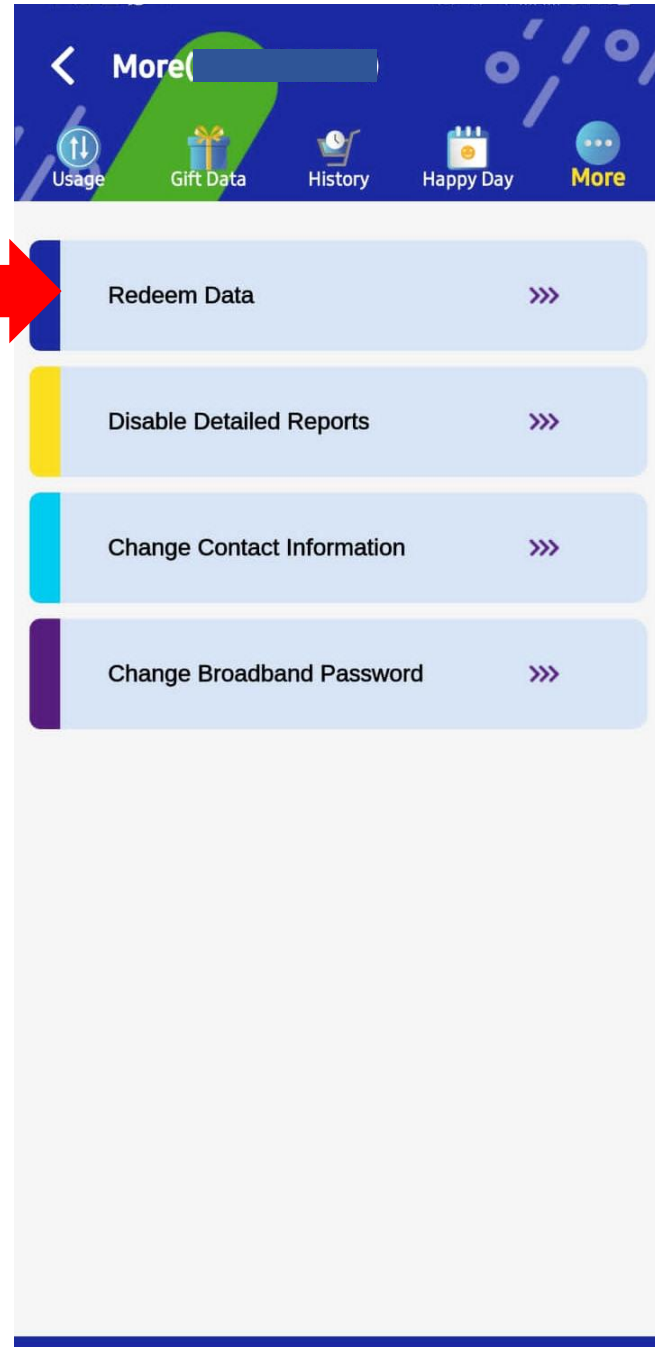 More( )
Usage Gift Data History Happy Day More
Redeem Data >>>
Disable Detailed Reports >>>
Change Contact Information >>>
Change Broadband Password >>>